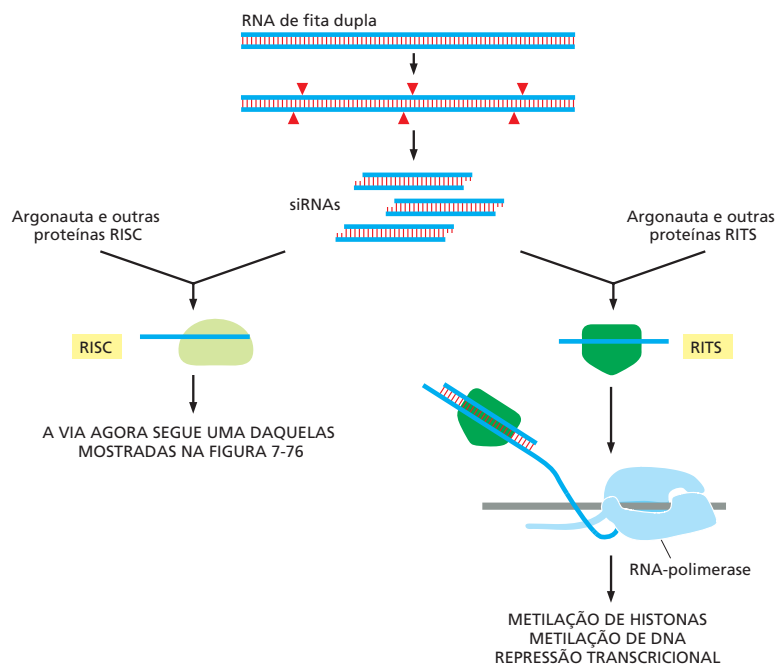 RNA de fita dupla
siRNAs
Argonauta e outras
proteínas RISC
Argonauta e outras
proteínas RITS
RISC
RITS
A VIA AGORA SEGUE UMA DAQUELAS
MOSTRADAS NA FIGURA 7-76
RNA-polimerase
METILAÇÃO DE HISTONAS
METILAÇÃO DE DNA
REPRESSÃO TRANSCRICIONAL